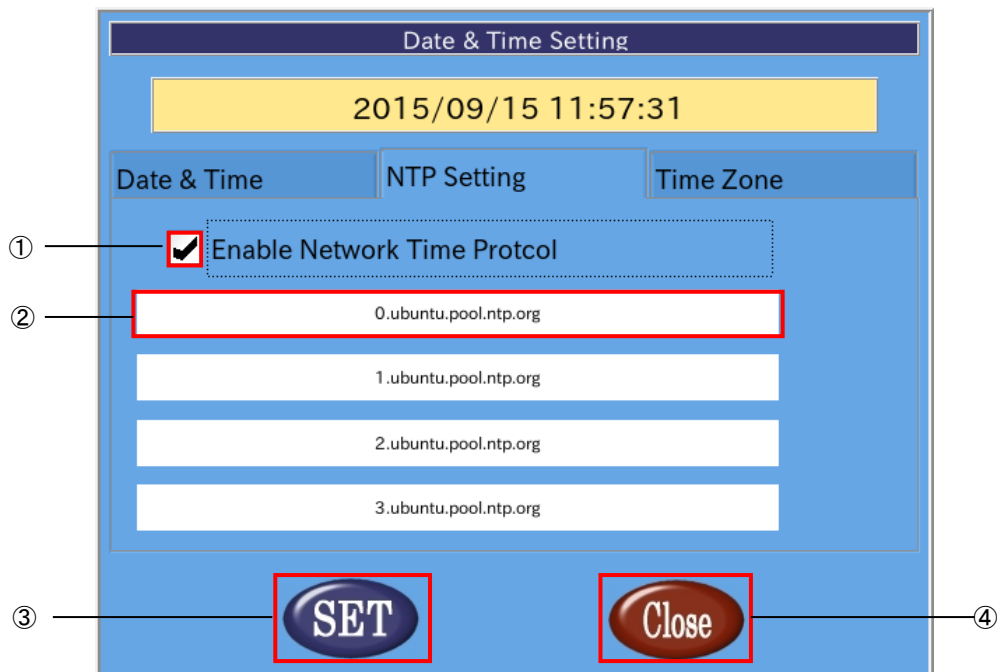 Date & Time Setting
2015/09/15 11:57:31
Date & Time NTP Setting Time Zone
① Enable Network Time Protcol
② 0.ubuntu.pool.ntp.org
1.ubuntu.pool.ntp.org
2.ubuntu.pool.ntp.org
3.ubuntu.pool.ntp.org
③ SET Close ④